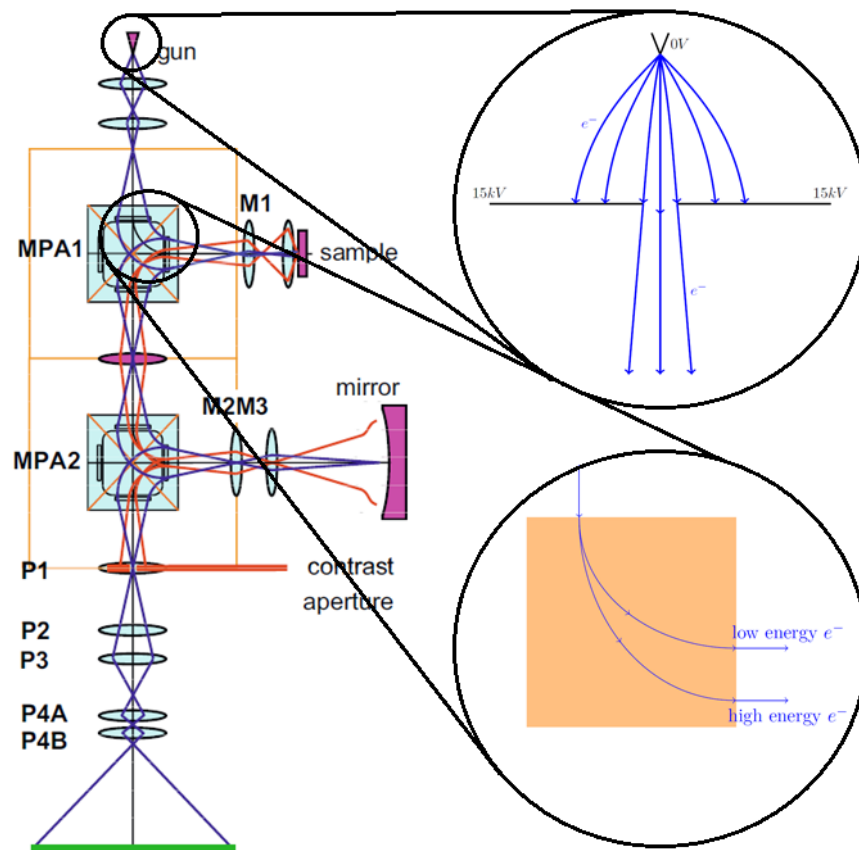 gun
0V
e⁻
15kV
15kV
M1
MPA1
sample
e⁻
mirror
M2M3
MPA2
P1
contrast
aperture
P2
P3
low energy e⁻
high energy e⁻
P4A
P4B